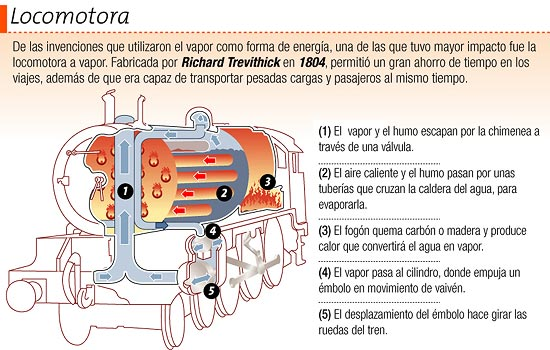 Locomotora
De las invenciones que utilizaron el vapor como forma de energía, una de las que tuvo mayor impacto fue la
locomotora a vapor. Fabricada por Richard Trevithick en 1804, permitió un gran ahorro de tiempo en los
viajes, además de que era capaz de transportar pesadas cargas y pasajeros al mismo tiempo.
(1) El vapor y el humo escapan por la chimenea a
través de una válvula.
(2) El aire caliente y el humo pasan por unas
tuberías que cruzan la caldera del agua, para
evaporarla.
(3) El fogón quema carbón o madera y produce
calor que convertirá el agua en vapor.
(4) El vapor pasa al cilindro, donde empuja un
émbolo en movimiento de vaivén.
(5) El desplazamiento del émbolo hace girar las
ruedas del tren.
1
2
3
4
5